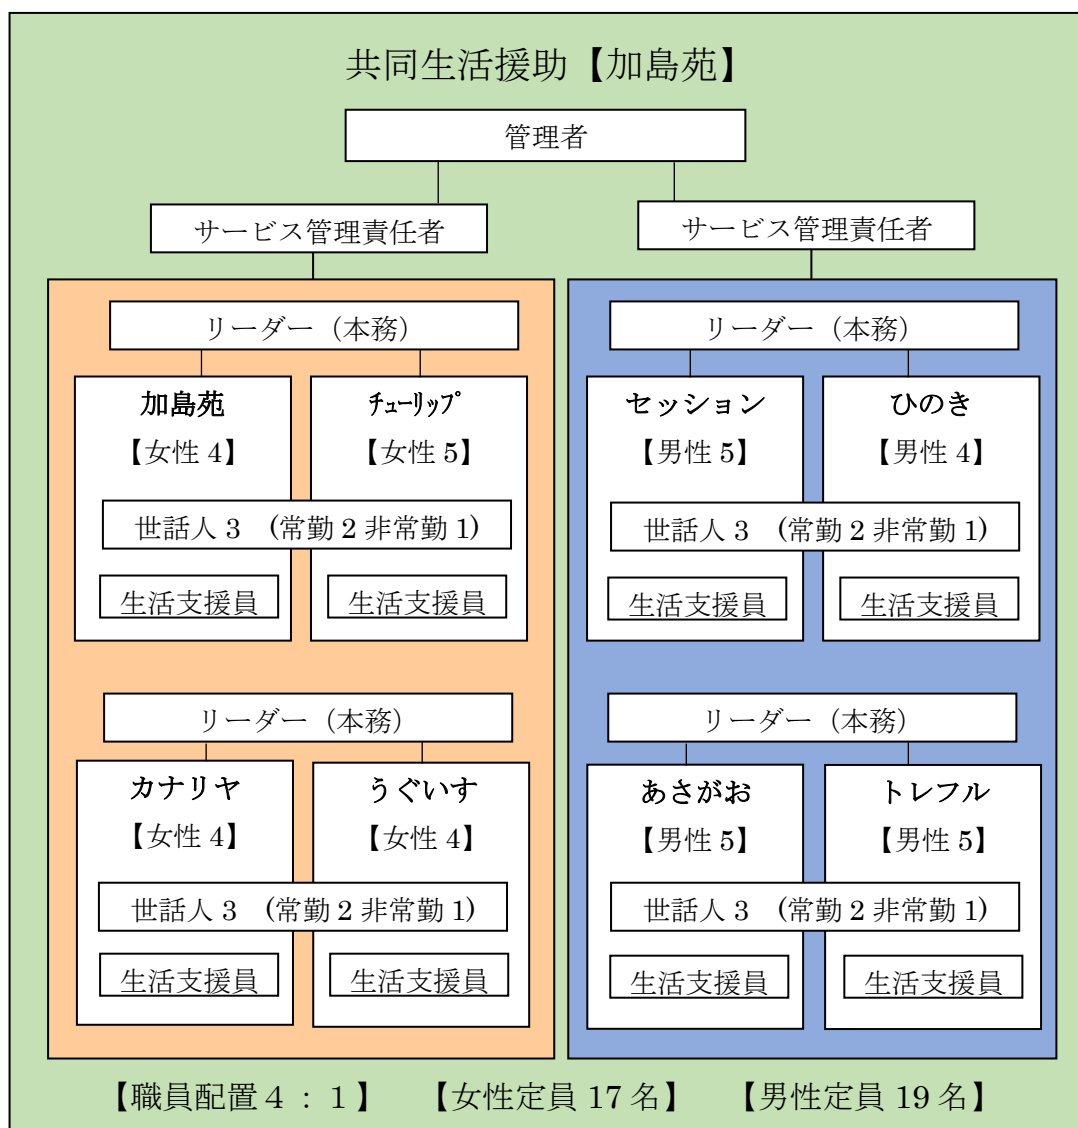 共同生活援助【加島苑】
管理者
サービス管理責任者
サービス管理責任者
リーダー（本務）
加島苑
【女性 4】
ﾁｭｰﾘｯﾌﾟ
【女性 5】
世話人 3　(常勤 2 非常勤 1)
生活支援員
生活支援員
リーダー（本務）
カナリヤ
【女性 4】
うぐいす
【女性 4】
世話人 3　(常勤 2 非常勤 1)
生活支援員
生活支援員
リーダー（本務）
セッション
【男性 5】
ひのき
【男性 4】
世話人 3　(常勤 2 非常勤 1)
生活支援員
生活支援員
リーダー（本務）
あさがお
【男性 5】
トレフル
【男性 5】
世話人 3　(常勤 2 非常勤 1)
生活支援員
生活支援員
【職員配置４：１】　【女性定員 17 名】　【男性定員 19 名】